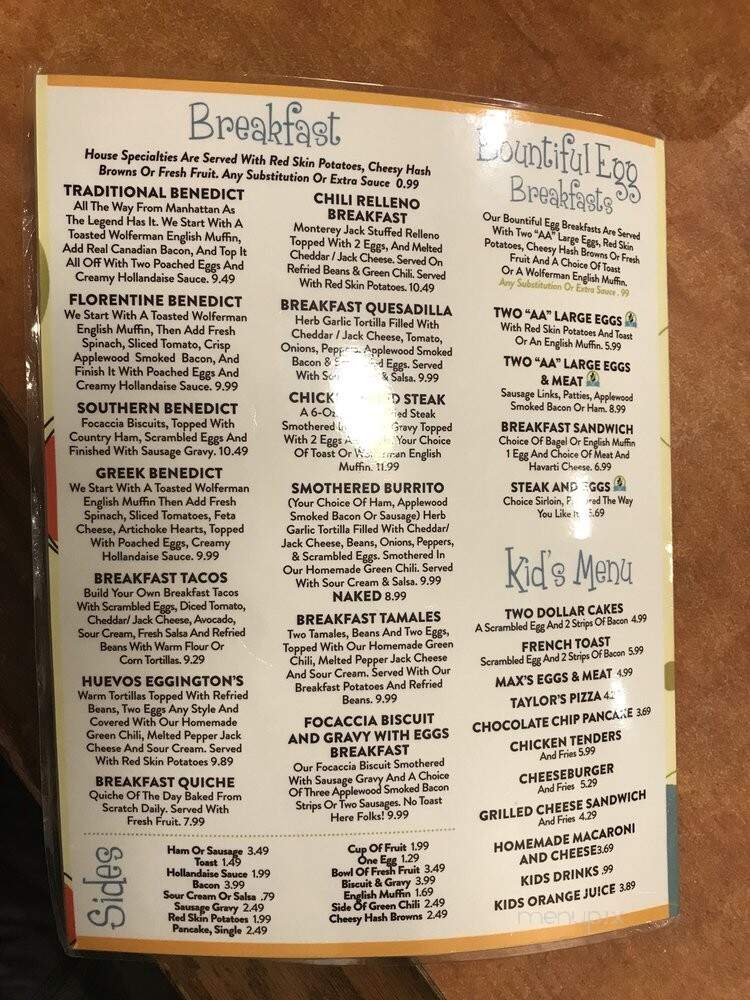 Breakfast
House Specialties Are Served With Red Skin Potatoes, Cheesy Hash
Browns Or Fresh Fruit. Any Substitution Or Extra Sauce 0.99
TRADITIONAL BENEDICT
All The Way From Manhattan As
The Legend Has It. We Start With A
Toasted Wolferman English Muffin,
Add Real Canadian Bacon, And Top It
All Off With Two Poached Eggs And
Creamy Hollandaise Sauce. 9.49
FLORENTINE BENEDICT
We Start With A Toasted Wolferman
English Muffin, Then Add Fresh
Spinach, Sliced Tomato, Crisp
Applewood Smoked Bacon, And
Finish It With Poached Eggs And
Creamy Hollandaise Sauce. 9.99
SOUTHERN BENEDICT
Focaccia Biscuits, Topped With
Country Ham, Scrambled Eggs And
Finished With Sausage Gravy. 10.49
GREEK BENEDICT
We Start With A Toasted Wolferman
English Muffin Then Add Fresh
Spinach, Sliced Tomatoes, Feta
Cheese, Artichoke Hearts, Topped
With Poached Eggs, Creamy
Hollandaise Sauce. 9.99
BREAKFAST TACOS
Build Your Own Breakfast Tacos
With Scrambled Eggs, Diced Tomato,
Cheddar/ Jack Cheese, Avocado,
Sour Cream, Fresh Salsa And Refried
Beans With Warm Flour Or
Corn Tortillas. 9.29
HUEVOS EGGINGTON'S
Warm Tortillas Topped With Refried
Beans, Two Eggs Any Style And
Covered With Our Homemade
Green Chili, Melted Pepper Jack
Cheese And Sour Cream. Served
With Red Skin Potatoes 9.89
BREAKFAST QUICHE
Quiche Of The Day Baked From
Scratch Daily. Served With
Fresh Fruit. 7.99
CHILI RELLENO
BREAKFAST
Monterey Jack Stuffed Relleno
Topped With 2 Eggs, And Melted
Cheddar / Jack Cheese. Served On
Refried Beans & Green Chili. Served
With Red Skin Potatoes. 10.49
BREAKFAST QUESADILLA
Herb Garlic Tortilla Filled With
Cheddar / Jack Cheese, Tomato,
Onions, Applewood Smoked
Bacon & Eggs. Served
With & Salsa. 9.99
STEAK
A Steak
Smothered Gravy Topped
With 2 Eggs Your Choice
Of Toast Or English
Muffin. 11.99
SMOTHERED BURRITO
(Your Choice Of Ham, Applewood
Smoked Bacon Or Sausage) Herb
Garlic Tortilla Filled With Cheddar/
Jack Cheese, Beans, Onions, Peppers,
& Scrambled Eggs. Smothered In
Our Homemade Green Chili. Served
With Sour Cream & Salsa. 9.99
NAKED 8.99
BREAKFAST TAMALES
Two Tamales, Beans And Two Eggs,
Topped With Our Homemade Green
Chili, Melted Pepper Jack Cheese
And Sour Cream. Served With Our
Breakfast Potatoes And Refried
Beans. 9.99
FOCACCIA BISCUIT
AND GRAVY WITH EGGS
BREAKFAST
Our Focaccia Biscuit Smothered
With Sausage Gravy And A Choice
Of Three Applewood Smoked Bacon
Strips Or Two Sausages. No Toast
Here Folks! 9.99
Sides
Ham Or Sausage 3.49
Toast 1.49
Hollandaise Sauce 1.99
Bacon 3.99
Sour Cream Or Salsa .79
Sausage Gravy 2.49
Red Skin Potatoes 1.99
Pancake, Single 2.49
Cup Of Fruit 1.99
One Egg 1.29
Bowl Of Fresh Fruit 3.49
Biscuit & Gravy 3.99
English Muffin 1.69
Side Of Green Chili 2.49
Cheesy Hash Browns 2.49
Bountiful Egg
Breakfasts
Our Bountiful Egg Breakfasts Are Served
With Two "AA" Large Eggs, Red Skin
Potatoes, Cheesy Hash Browns Or Fresh
Fruit And A Choice Of Toast
Or A Wolferman English Muffin.
Any Substitution Or Extra Sauce .99
TWO "AA" LARGE EGGS
With Red Skin Potatoes And Toast
Or An English Muffin. 5.99
TWO "AA" LARGE EGGS
& MEAT
Sausage Links, Patties, Applewood
Smoked Bacon Or Ham. 8.99
BREAKFAST SANDWICH
Choice Of Bagel Or English Muffin
1 Egg And Choice Of Meat And
Havarti Cheese. 6.99
STEAK AND EGGS
Choice Sirloin, The Way
You Like
Kid's Menu
TWO DOLLAR CAKES
A Scrambled Egg And 2 Strips Of Bacon 4.99
FRENCH TOAST
Scrambled Egg And 2 Strips Of Bacon 5.99
MAX'S EGGS & MEAT 4.99
TAYLOR'S PIZZA
CHOCOLATE CHIP PANCAKE 3.69
CHICKEN TENDERS
And Fries 5.99
CHEESEBURGER
And Fries 5.29
GRILLED CHEESE SANDWICH
And Fries 4.29
HOMEMADE MACARONI
AND CHEESE3.69
KIDS DRINKS .99
KIDS ORANGE JUICE 3.89
menupix